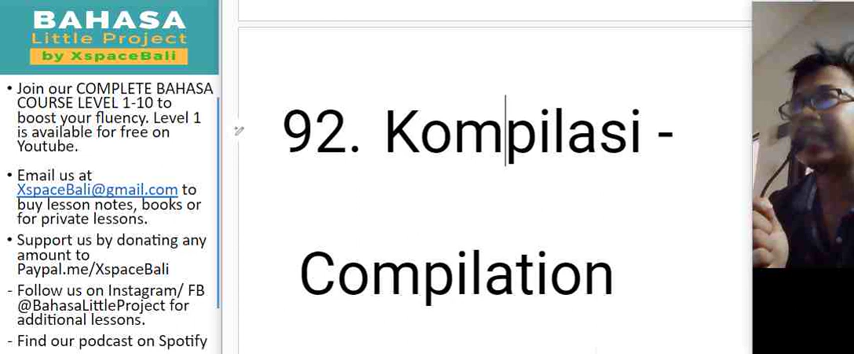 BAHASA
Little Project
by XspaceBali
• Join our COMPLETE BAHASA
COURSE LEVEL 1-10 to
boost your fluency. Level 1
is available for free on
Youtube.
• Email us at
XspaceBali@gmail.com to
buy lesson notes, books or
for private lessons.
• Support us by donating any
amount to
Paypal.me/XspaceBali
- Follow us on Instagram/ FB
@BahasaLittleProject for
additional lessons.
- Find our podcast on Spotify
92. Kompilasi -
Compilation